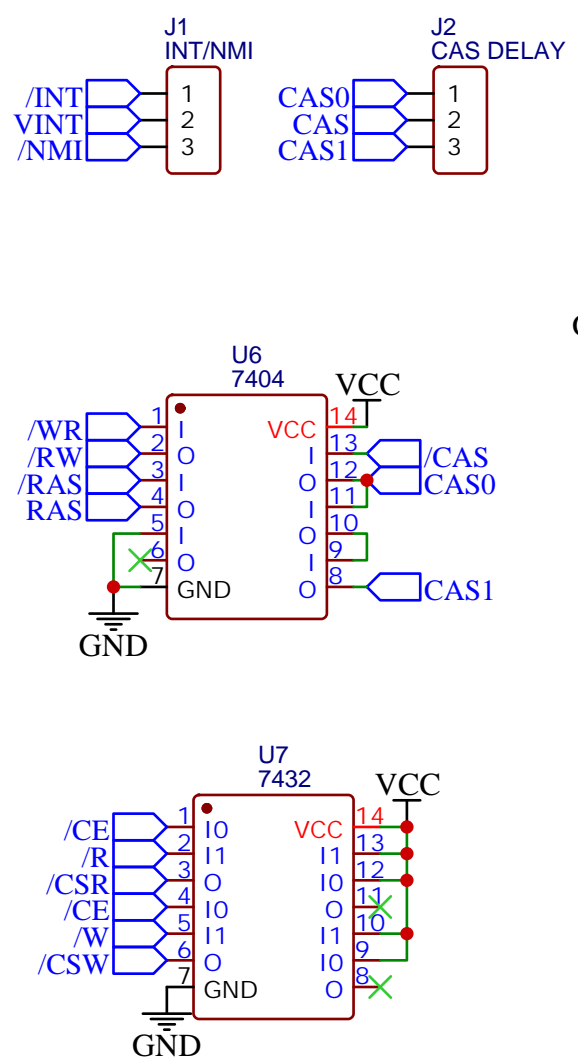 J1
INT/NMI
/INT 1
VINT 2
/NMI 3
J2
CAS DELAY
CAS0 1
CAS 2
CAS1 3
U6
7404
VCC
/WR 1 I VCC 14
/RW 2 O I 13 /CAS
/RAS 3 I O 12 CAS0
RAS 4 O I 11
5 I O 10
6 O I 9
7 GND O 8 CAS1
GND
U7
7432
VCC
/CE 1 I0 VCC 14
/R 2 I1 I1 13
/CSR 3 O I0 12
/CE 4 I0 O 11
/W 5 I1 I1 10
/CSW 6 O I0 9
7 GND O 8
GND